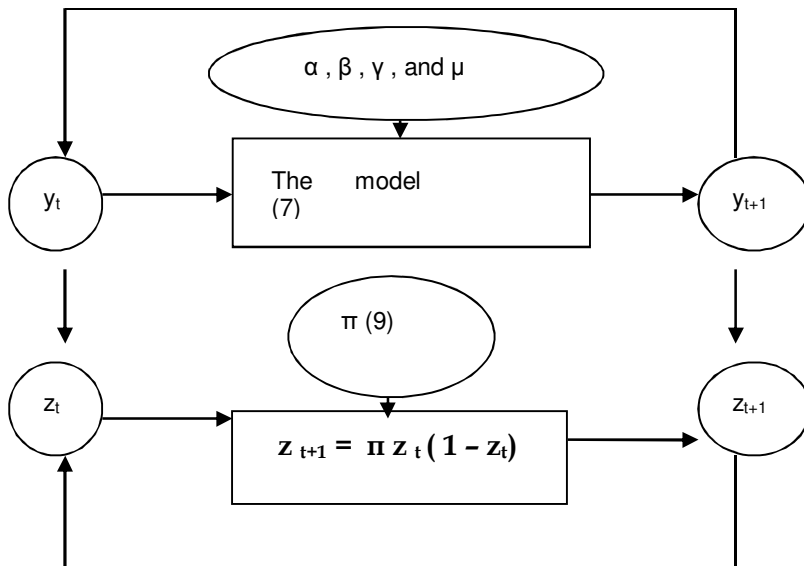 α , β , γ , and μ
The model
(7)
y_t
y_{t+1}
π (9)
z_t
z_{t+1}
z_{t+1} = π z_t ( 1 – z_t)